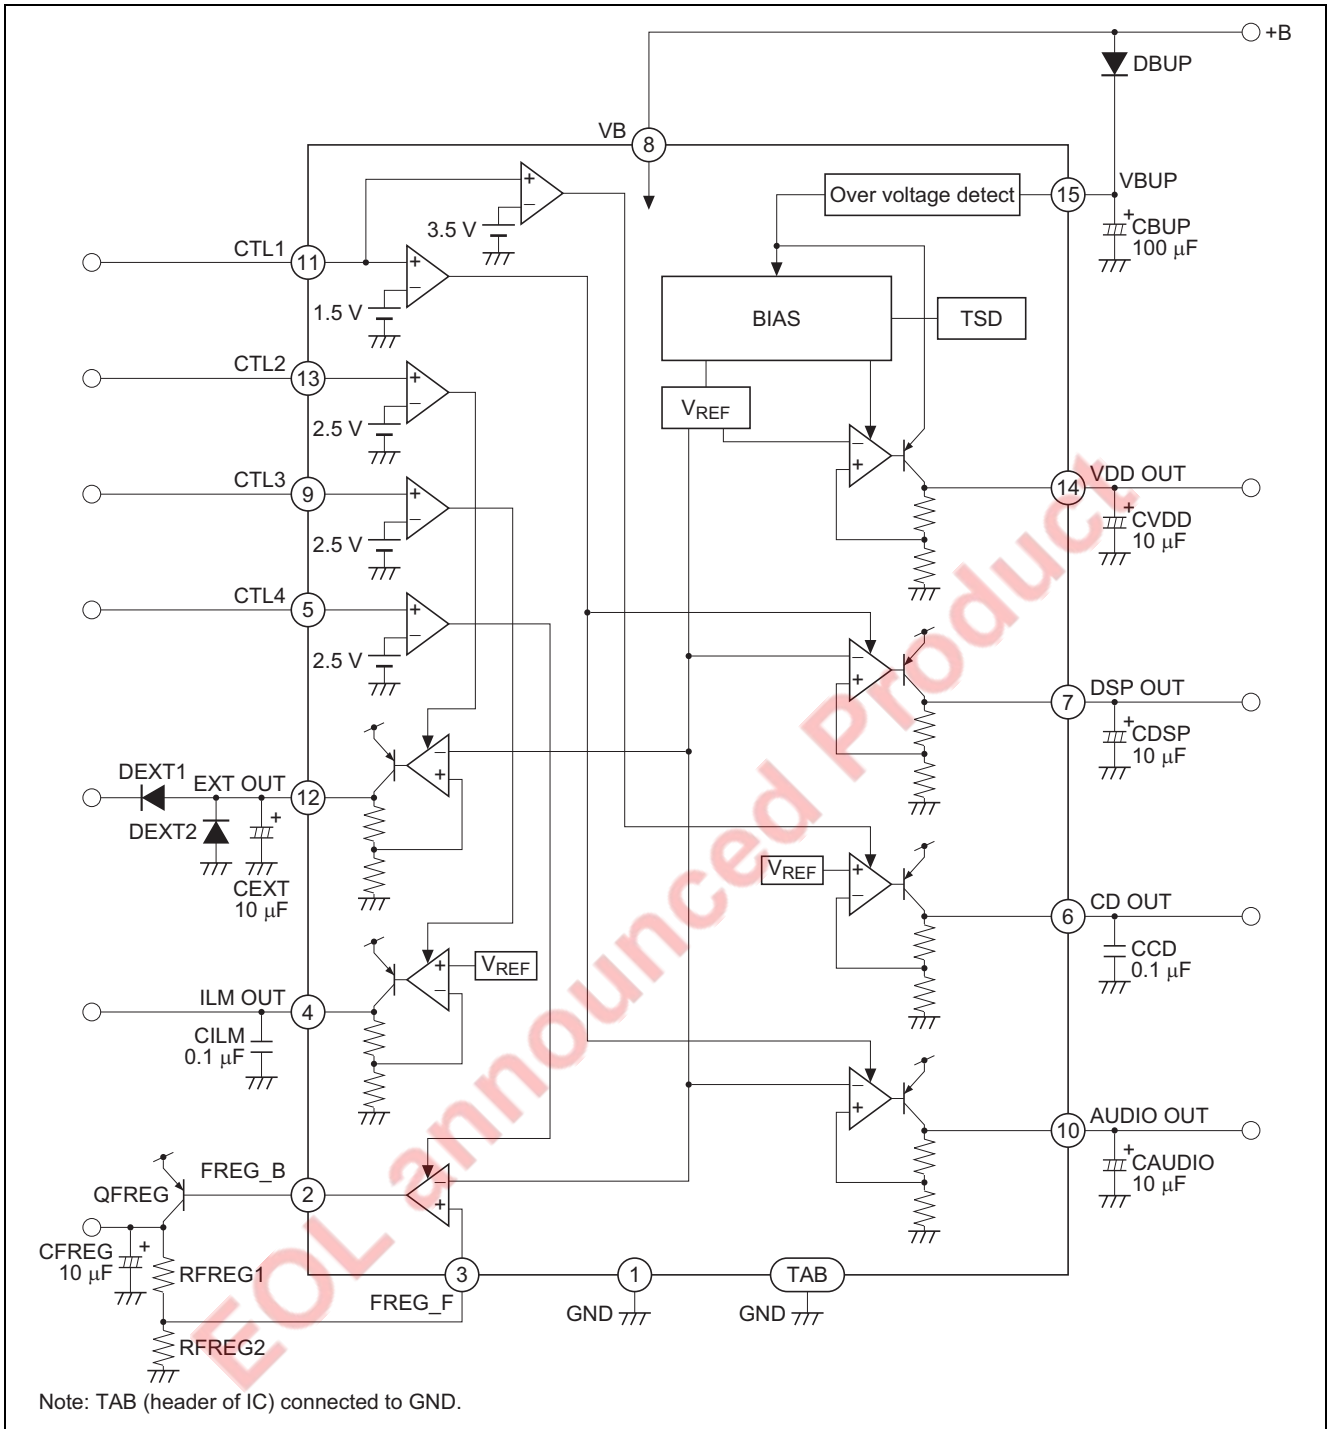 +B
DBUP
VB
8
VBUP
15
Over voltage detect
+
CBUP
100 µF
+
−
3.5 V
CTL1
11
+
−
1.5 V
BIAS
TSD
CTL2
13
+
−
2.5 V
VREF
−
+
VDD OUT
14
+
CVDD
10 µF
CTL3
9
+
−
2.5 V
CTL4
5
+
−
2.5 V
−
+
DSP OUT
7
+
CDSP
10 µF
DEXT1
EXT OUT
12
−
+
DEXT2
+
CEXT
10 µF
VREF
+
−
CD OUT
6
CCD
0.1 µF
ILM OUT
4
+
−
VREF
CILM
0.1 µF
−
+
AUDIO OUT
10
+
CAUDIO
10 µF
QFREG
FREG_B
2
−
+
CFREG
10 µF
+
RFREG1
3
FREG_F
1
GND
TAB
GND
RFREG2
Note: TAB (header of IC) connected to GND.
EOL announced Product